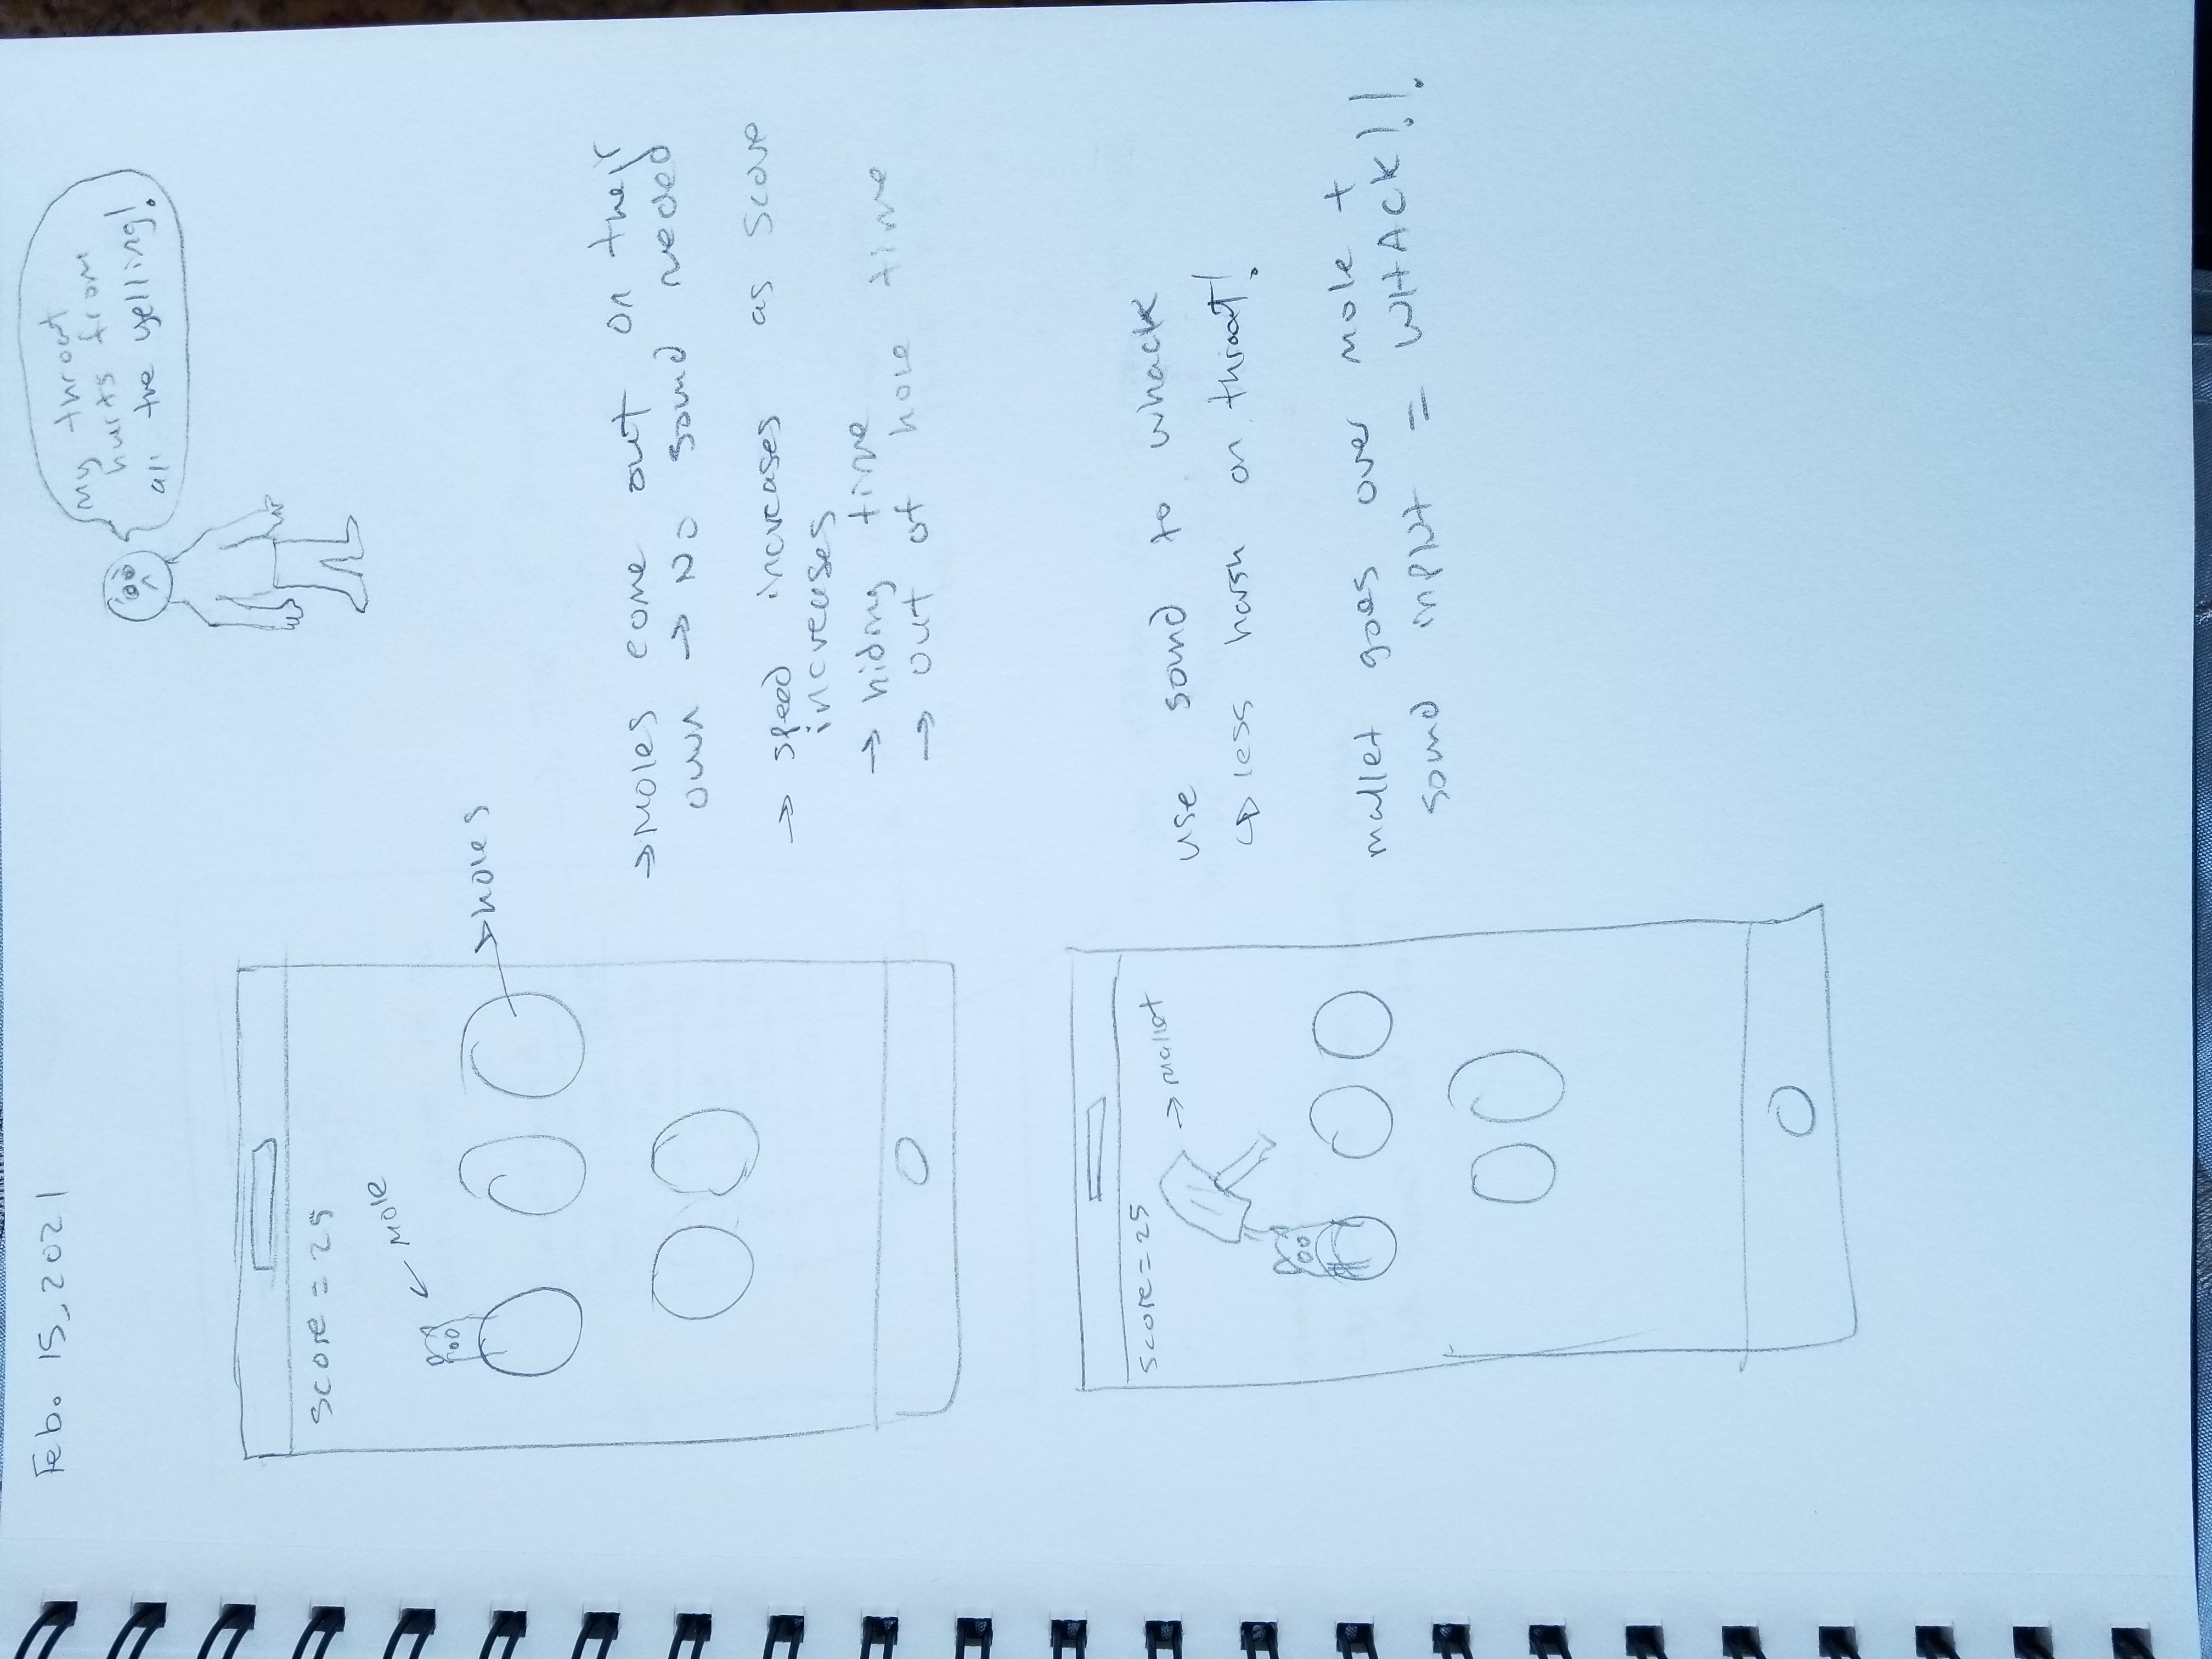 Feb. 15, 2021
My throat
hurts from
all the yelling!
Score = 25
← Mole
→ holes
→ Moles come out on their
own → No sound needed
→ speed increases as score
increases
→ hiding time
→ out of hole time
Score = 25
→ mallet
use sound to whack
↳ less harsh on throat!
mallet goes over mole +
sound input = WHACK!!